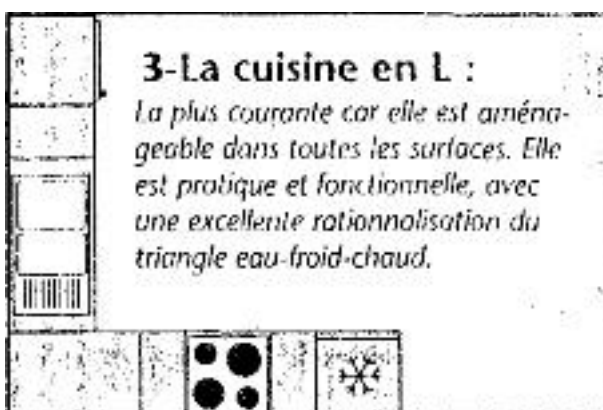 3-La cuisine en L :
La plus courante car elle est aména-
geable dans toutes les surfaces. Elle
est pratique et fonctionnelle, avec
une excellente rationnalisation du
triangle eau-froid-chaud.